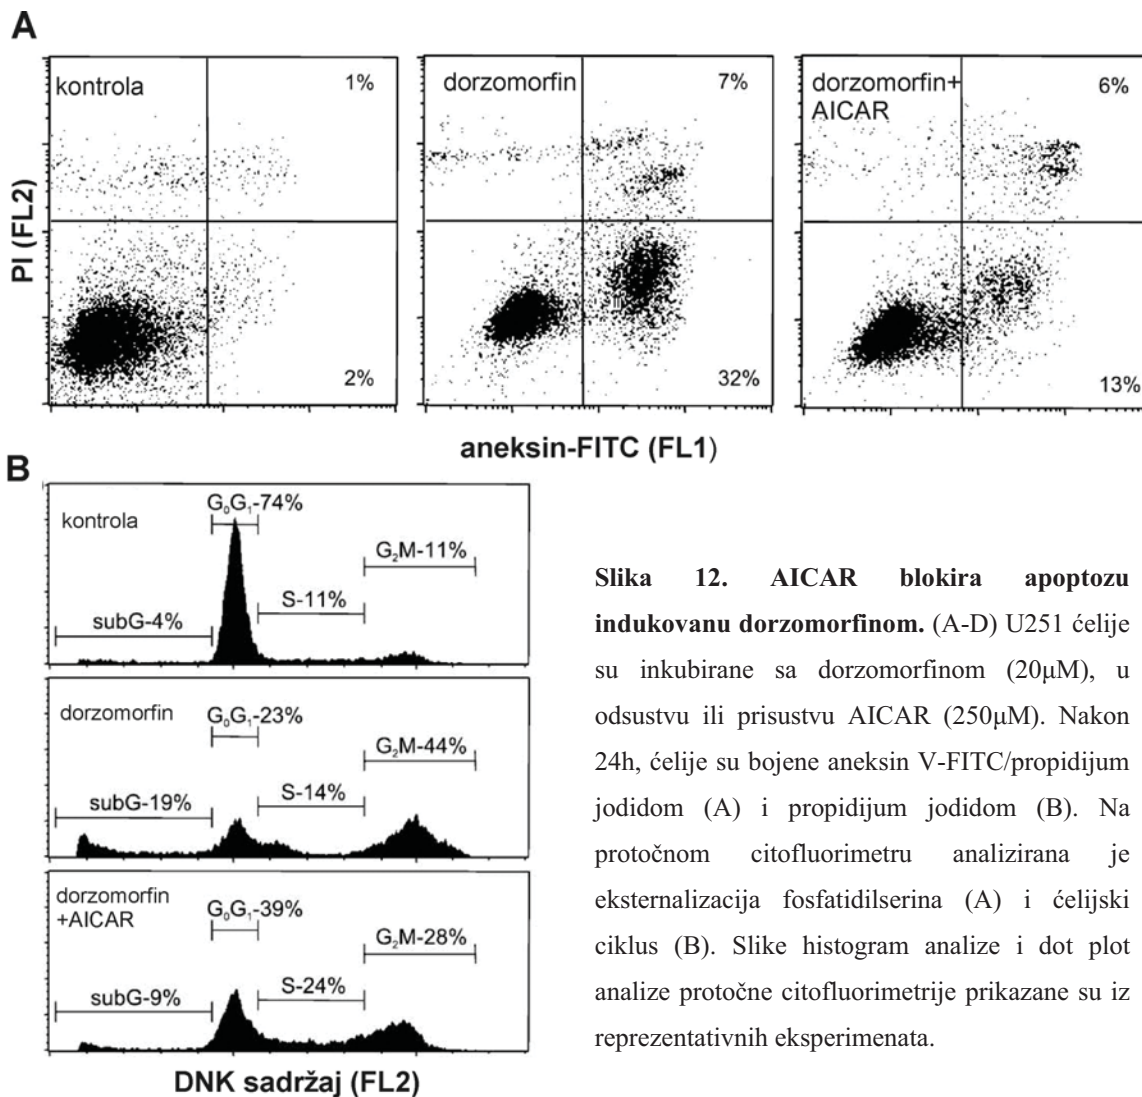 A
kontrola
1%
2%
dorzomorfin
7%
32%
dorzomorfin+
AICAR
6%
13%
PI (FL2)
aneksin-FITC (FL1)
B
kontrola
G₀G₁-74%
G₂M-11%
S-11%
subG-4%
dorzomorfin
G₀G₁-23%
G₂M-44%
S-14%
subG-19%
dorzomorfin
+AICAR
G₀G₁-39%
G₂M-28%
S-24%
subG-9%
DNK sadržaj (FL2)
Slika 12. AICAR blokira apoptozu
indukovanu dorzomorfinom. (A-D) U251 ćelije
su inkubirane sa dorzomorfinom (20µM), u
odsustvu ili prisustvu AICAR (250µM). Nakon
24h, ćelije su bojene aneksin V-FITC/propidijum
jodidom (A) i propidijum jodidom (B). Na
protočnom citofluorimetru analizirana je
eksternalizacija fosfatidilserina (A) i ćelijski
ciklus (B). Slike histogram analize i dot plot
analize protočne citofluorimetrije prikazane su iz
reprezentativnih eksperimenata.